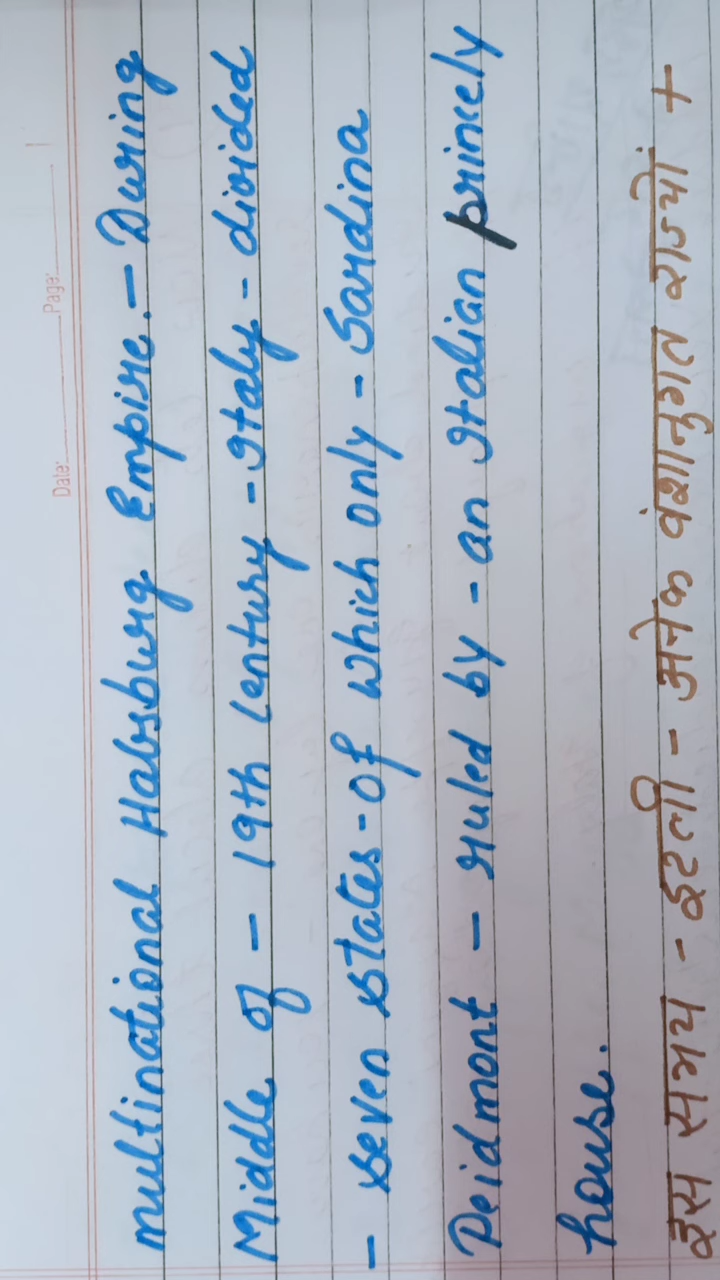 Date: Page:
multinational Habsburg Empire. - During
Middle of - 19th Century - Italy - divided
- seven states - of which only - Sardina
Peidmont - ruled by - an Italian princely
house.
इस समय - इटली - अनेक वंशानुगत राज्यों +